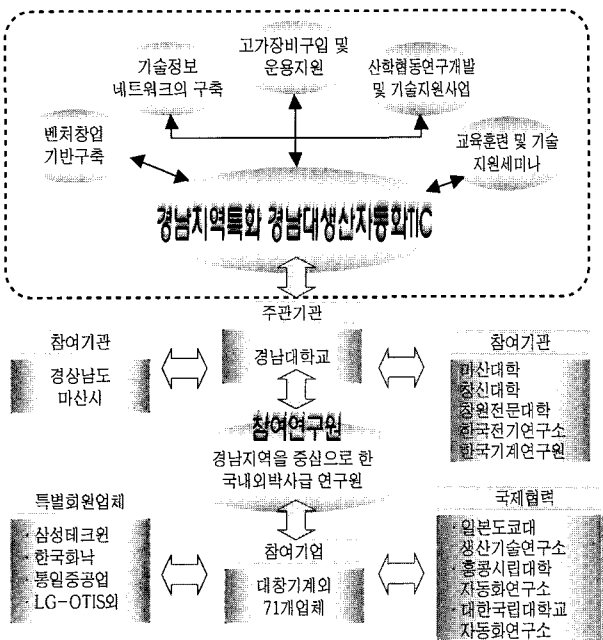 고가장비구입 및
운용지원
기술정보
네트워크의 구축
산학협동연구개발
및 기술지원사업
벤처창업
기반구축
교육훈련 및 기술
지원세미나
경남지역특화 경남대생산자동화TIC
주관기관
경남대학교
참여기관
경상남도
마산시
참여기관
마산대학
창신대학
창원전문대학
한국전기연구소
한국기계연구원
참여연구원
경남지역을 중심으로 한
국내외박사급 연구원
특별회원업체
· 삼성테크윈
· 한국화낙
· 통일중공업
· LG-OTIS외
참여기업
대창기계외
71개업체
국제협력
· 일본도쿄대
생산기술연구소
· 홍콩시립대학
자동화연구소
· 대한국립대학교
자동화연구소